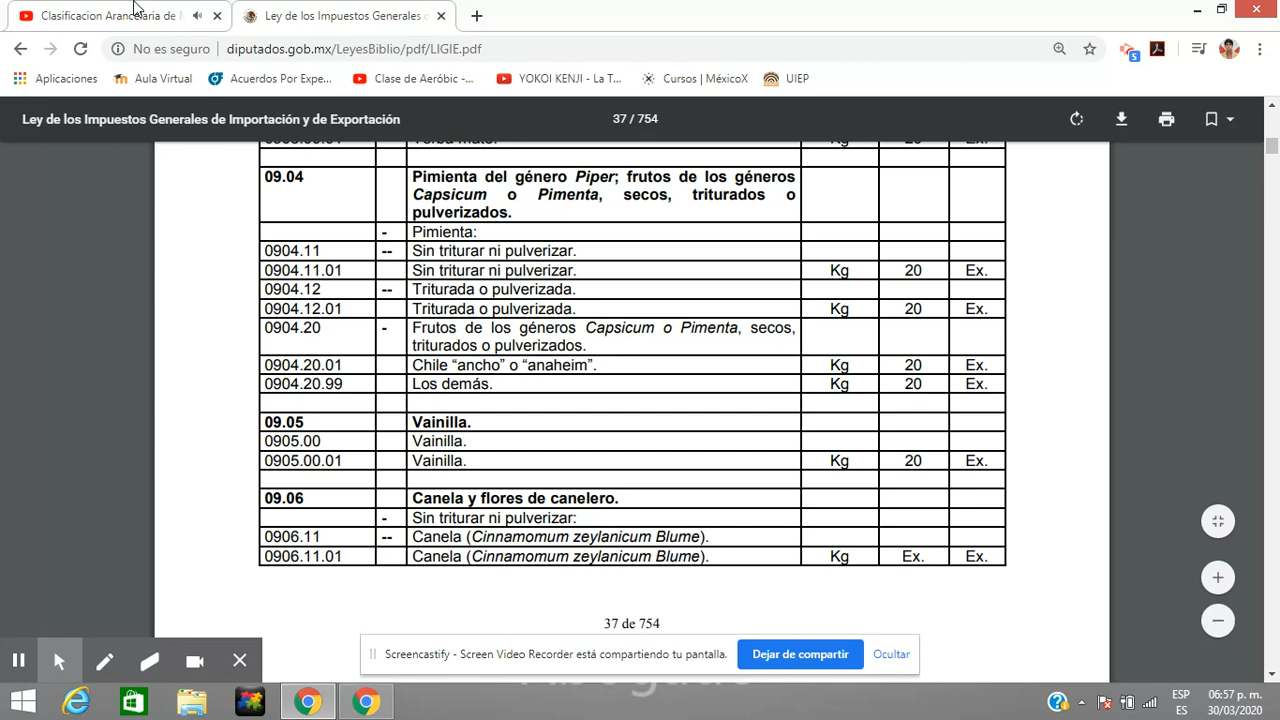 Clasificacion Arancelaria de
Ley de los Impuestos Generales
No es seguro
deputados.gob.mx/LeyesBiblio/pdf/LIGIE.pdf
Aplicaciones
Aula Virtual
Acuerdos Por Expe...
Clase de Aeróbic -...
YOKOI KENJI - La T...
Cursos | MéxicoX
UIEP
5
Ley de los Impuestos Generales de Importación y de Exportación
37 / 754
Kg 20 Ex.
09.04 Pimienta del género Piper; frutos de los géneros
Capsicum o Pimenta, secos, triturados o
pulverizados.
- Pimienta:
0904.11 -- Sin triturar ni pulverizar.
0904.11.01 Sin triturar ni pulverizar. Kg 20 Ex.
0904.12 -- Triturada o pulverizada.
0904.12.01 Triturada o pulverizada. Kg 20 Ex.
0904.20 - Frutos de los géneros Capsicum o Pimenta, secos,
triturados o pulverizados.
0904.20.01 Chile “ancho” o “anaheim”. Kg 20 Ex.
0904.20.99 Los demás. Kg 20 Ex.
09.05 Vainilla.
0905.00 Vainilla.
0905.00.01 Vainilla. Kg 20 Ex.
09.06 Canela y flores de canelero.
- Sin triturar ni pulverizar:
0906.11 -- Canela (Cinnamomum zeylanicum Blume).
0906.11.01 Canela (Cinnamomum zeylanicum Blume). Kg Ex. Ex.
37 de 754
Screencastify - Screen Video Recorder está compartiendo tu pantalla.
Dejar de compartir
Ocultar
ESP
ES
06:57 p.m.
30/03/2020